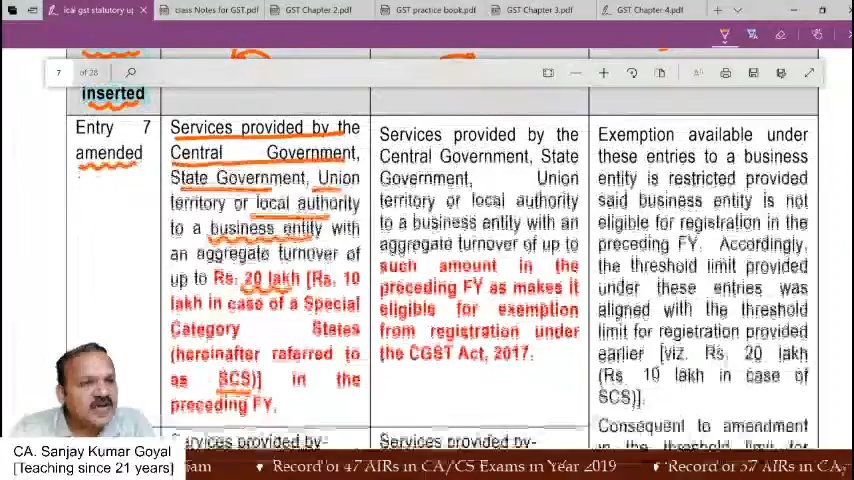 icai gst statutory up
class Notes for GST.pdf
GST Chapter 2.pdf
GST practice book.pdf
GST Chapter 3.pdf
GST Chapter 4.pdf
7 of 28
inserted
Entry 7
amended
Services provided by the
Central Government,
State Government, Union
territory or local authority
to a business entity with
an aggregate turnover of
up to Rs. 20 lakh [Rs. 10
lakh in case of a Special
Category States
(hereinafter referred to
as SCS)] in the
preceding FY.
Services provided by-
Services provided by the
Central Government, State
Government, Union
territory or local authority
to a business entity with an
aggregate turnover of up to
such amount in the
preceding FY as makes it
eligible for exemption
from registration under
the CGST Act, 2017.
Services provided by-
Exemption available under
these entries to a business
entity is restricted provided
said business entity is not
eligible for registration in the
preceding FY. Accordingly,
the threshold limit provided
under these entries was
aligned with the threshold
limit for registration provided
earlier [viz. Rs. 20 lakh
(Rs. 10 lakh in case of
SCS)].
Consequent to amendment
in the threshold limit for
CA. Sanjay Kumar Goyal
[Teaching since 21 years]
♦ Record of 47 AIRs in CA/CS Exams in Year 2019
♦ Record of 37 AIRs in CA/